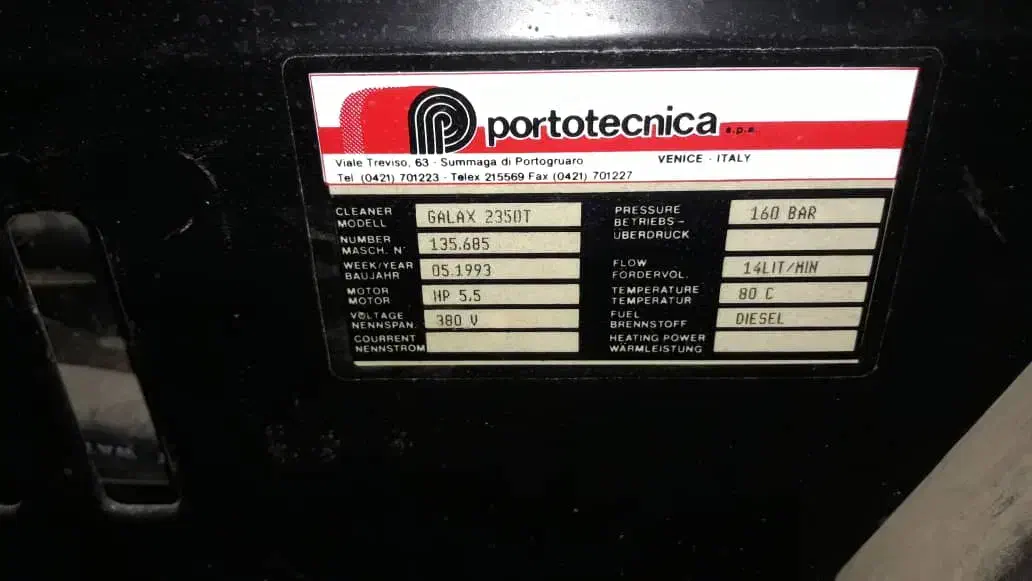 portotecnica s.p.a.
Viale Treviso, 63 - Summaga di Portogruaro VENICE - ITALY
Tel (0421) 701223 - Telex 215569 Fax (0421) 701227
CLEANER
MODELL
GALAX 2350T
NUMBER
MASCH. N°
135.685
WEEK/YEAR
BAUJAHR
05.1993
MOTOR
MOTOR
HP 5.5
VOLTAGE
NENNSPAN.
380 V
COURRENT
NENNSTROM
PRESSURE
BETRIEBS-
ÜBERDRUCK
160 BAR
FLOW
FORDERVOL.
14LIT/MIN
TEMPERATURE
TEMPERATUR
80 C
FUEL
BRENNSTOFF
DIESEL
HEATING POWER
WÄRMLEISTUNG